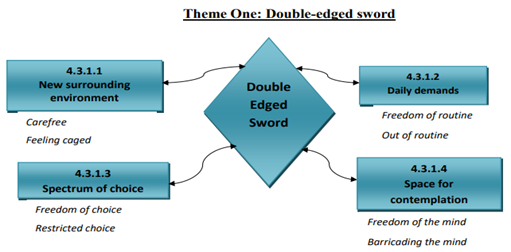 Theme One: Double-edged sword
4.3.1.1
New surrounding
environment
Carefree
Feeling caged
Double
Edged
Sword
4.3.1.2
Daily demands
Freedom of routine
Out of routine
4.3.1.3
Spectrum of choice
Freedom of choice
Restricted choice
4.3.1.4
Space for
contemplation
Freedom of the mind
Barricading the mind